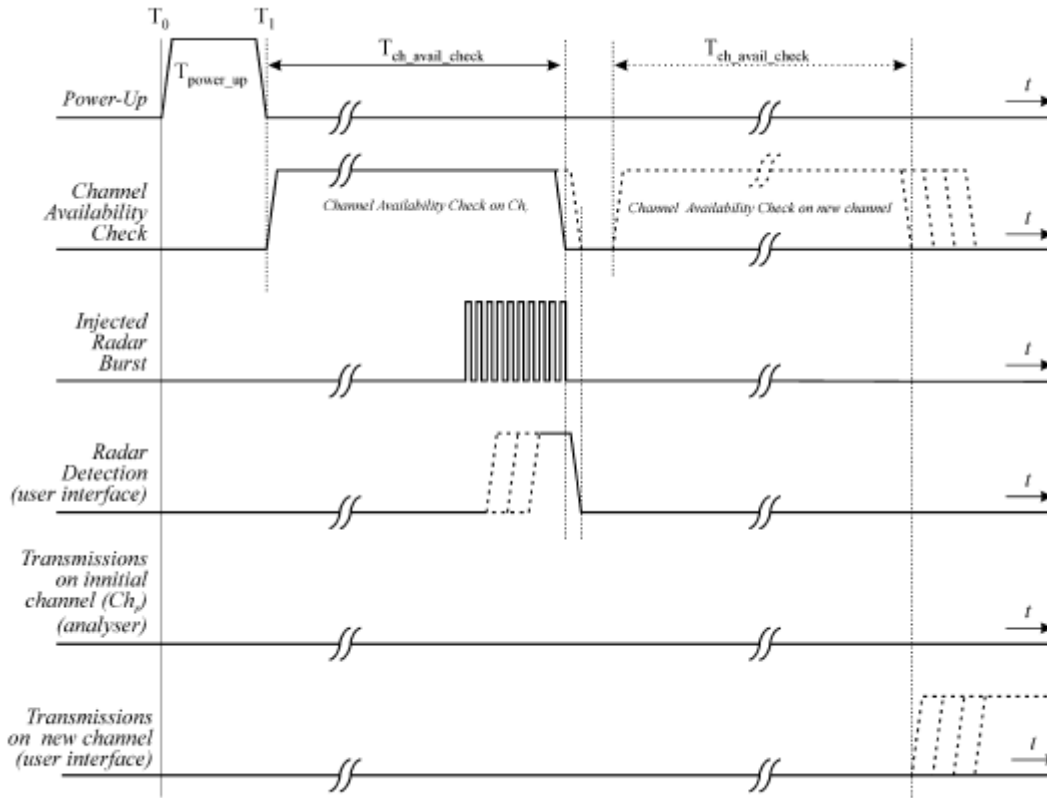 T0 T1
Tch_avail_check Tch_avail_check
Tpower_up
Power-Up
t
Channel
Availability
Check
Channel Availability Check on Chr
Channel Availability Check on new channel
t
Injected
Radar
Burst
t
Radar
Detection
(user interface)
t
Transmissions
on innitial
channel (Chr)
(analyser)
t
Transmissions
on new channel
(user interface)
t